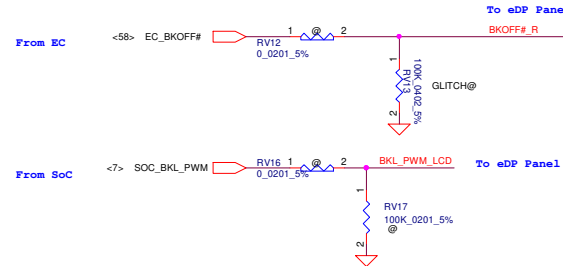 To eDP Pane
From EC
<58> EC_BKOFF#
1 @ 2
BKOFF#_R
RV12
0_0201_5%
1
100K_0402_5%
RV13
GLITCH@
2
From SoC
<7> SOC_BKL_PWM
RV16 1 @ 2
0_0201_5%
BKL_PWM_LCD
To eDP Panel
1
RV17
100K_0201_5%
@
2